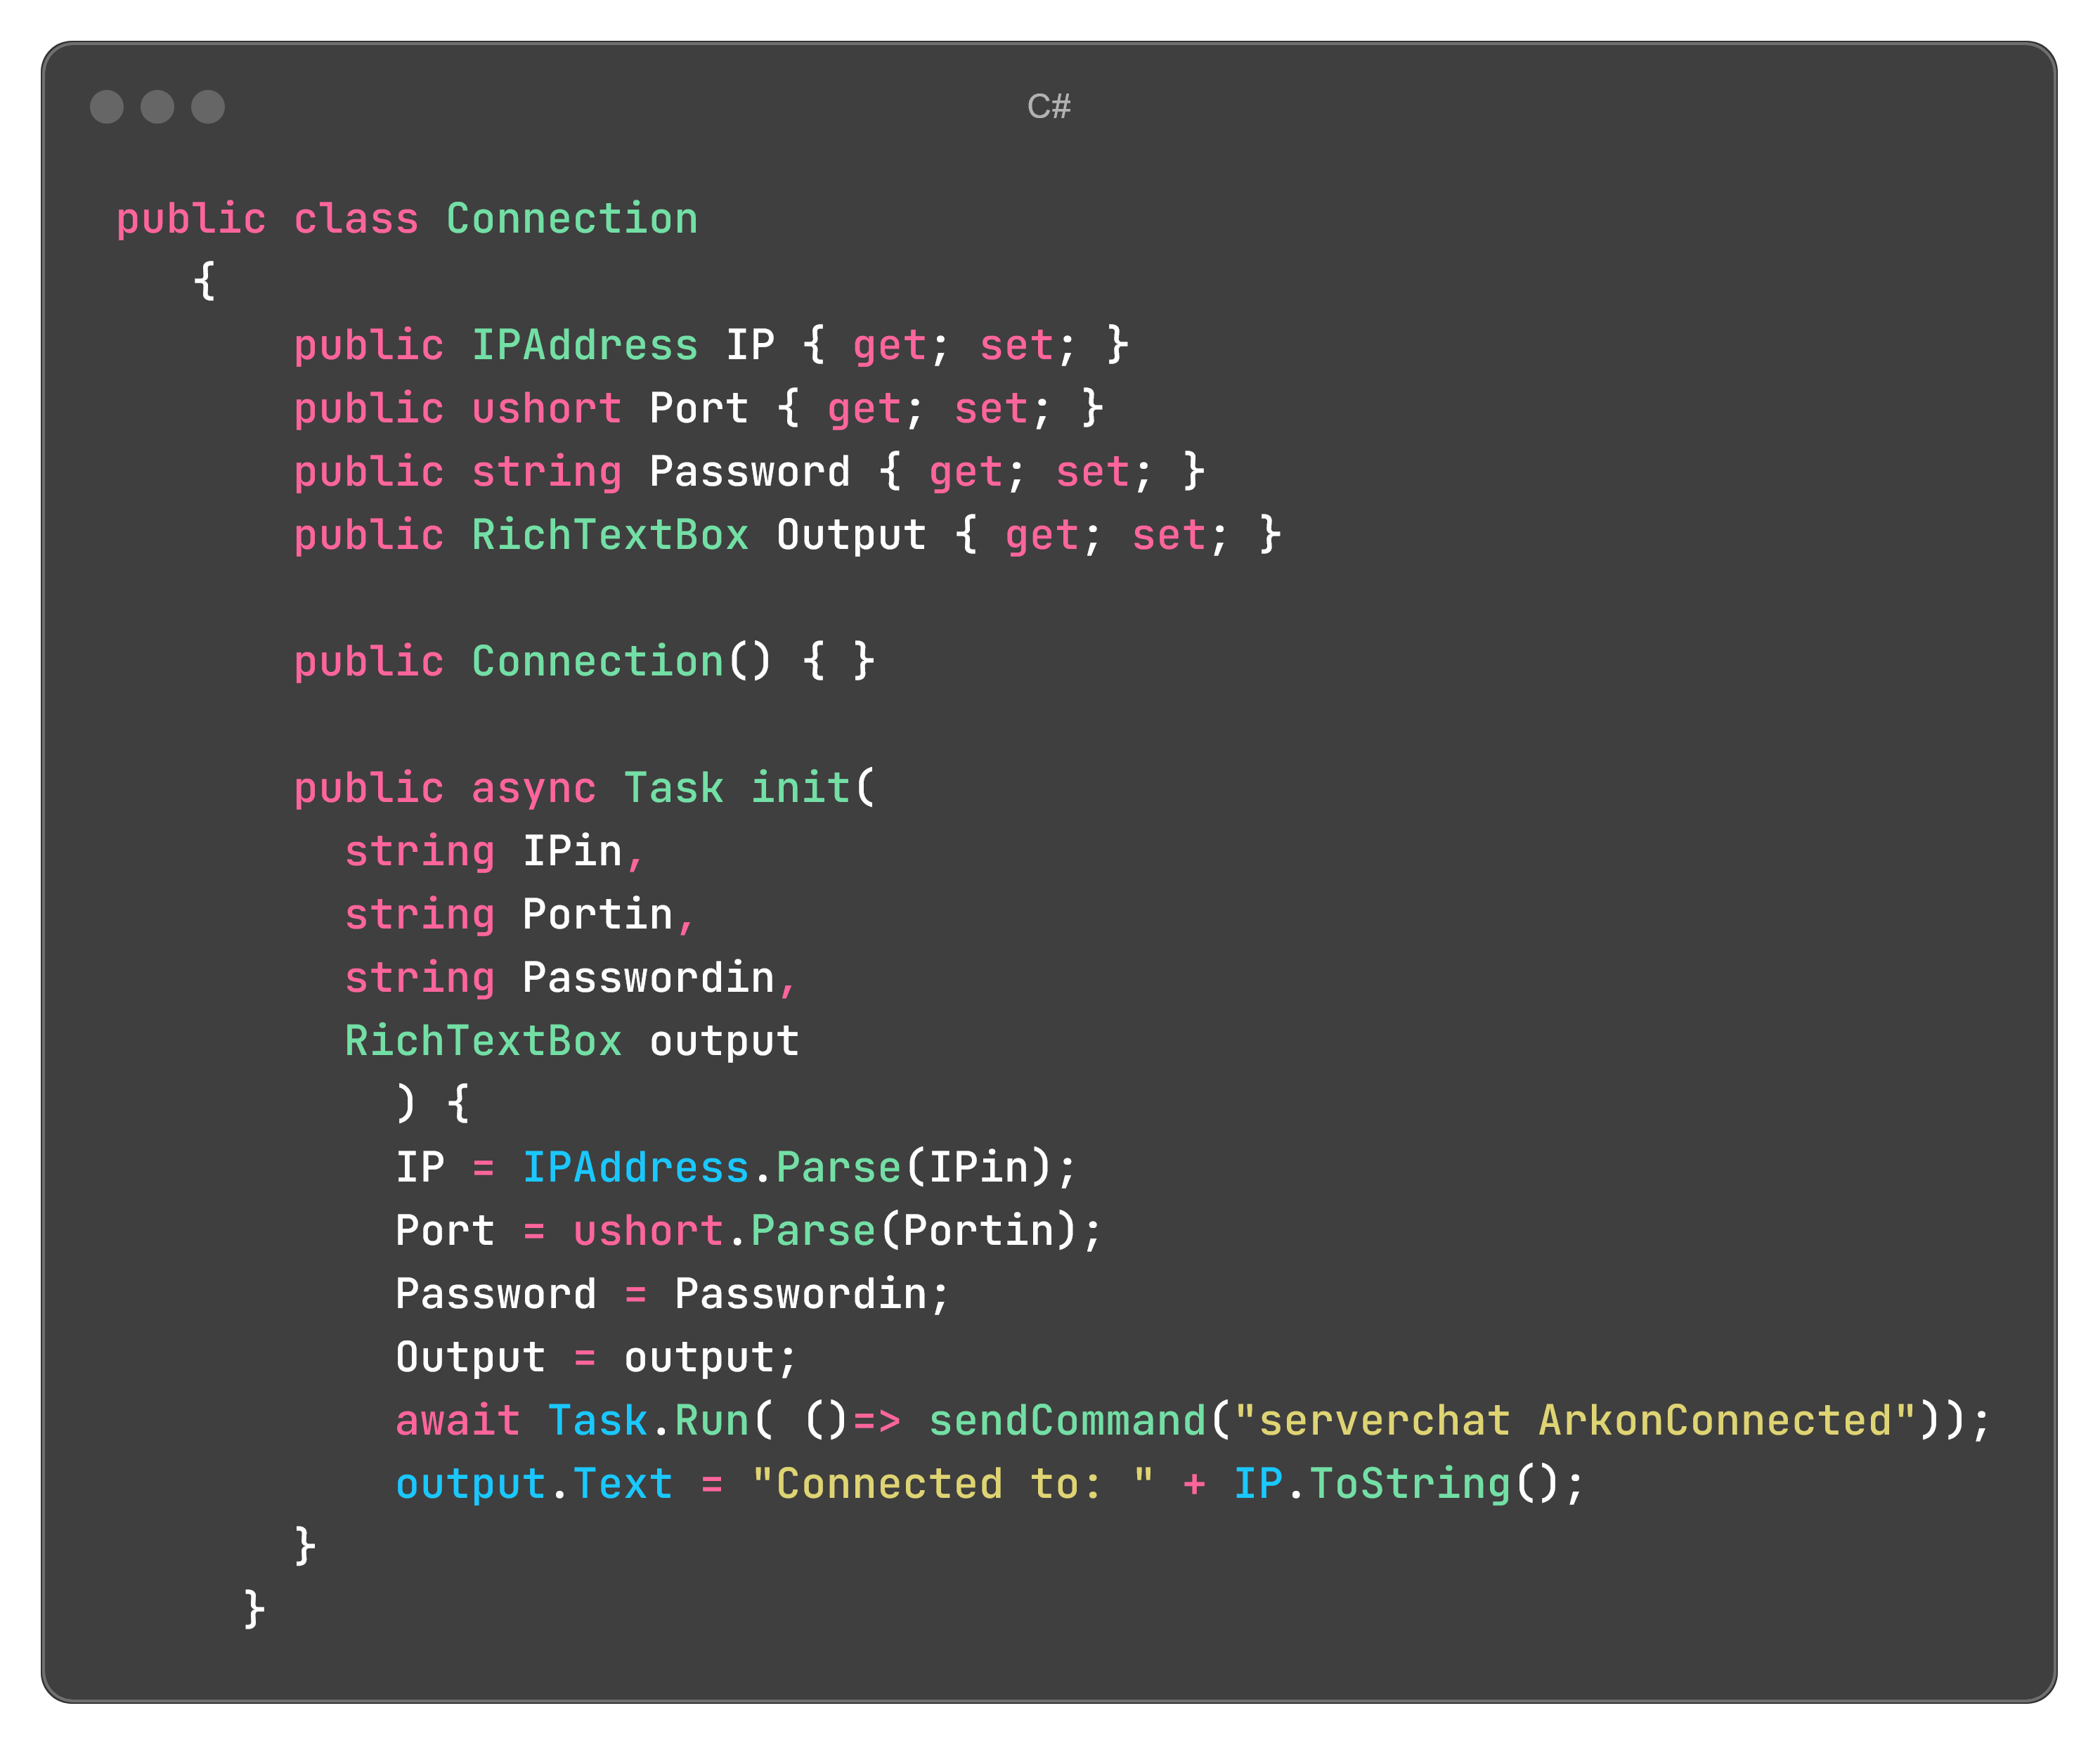 C#
public class Connection
{
public IPAddress IP { get; set; }
public ushort Port { get; set; }
public string Password { get; set; }
public RichTextBox Output { get; set; }
public Connection() { }
public async Task init(
string IPin,
string Portin,
string Passwordin,
RichTextBox output
) {
IP = IPAddress.Parse(IPin);
Port = ushort.Parse(Portin);
Password = Passwordin;
Output = output;
await Task.Run( ()=> sendCommand("serverchat ArkonConnected"));
output.Text = "Connected to: " + IP.ToString();
}
}